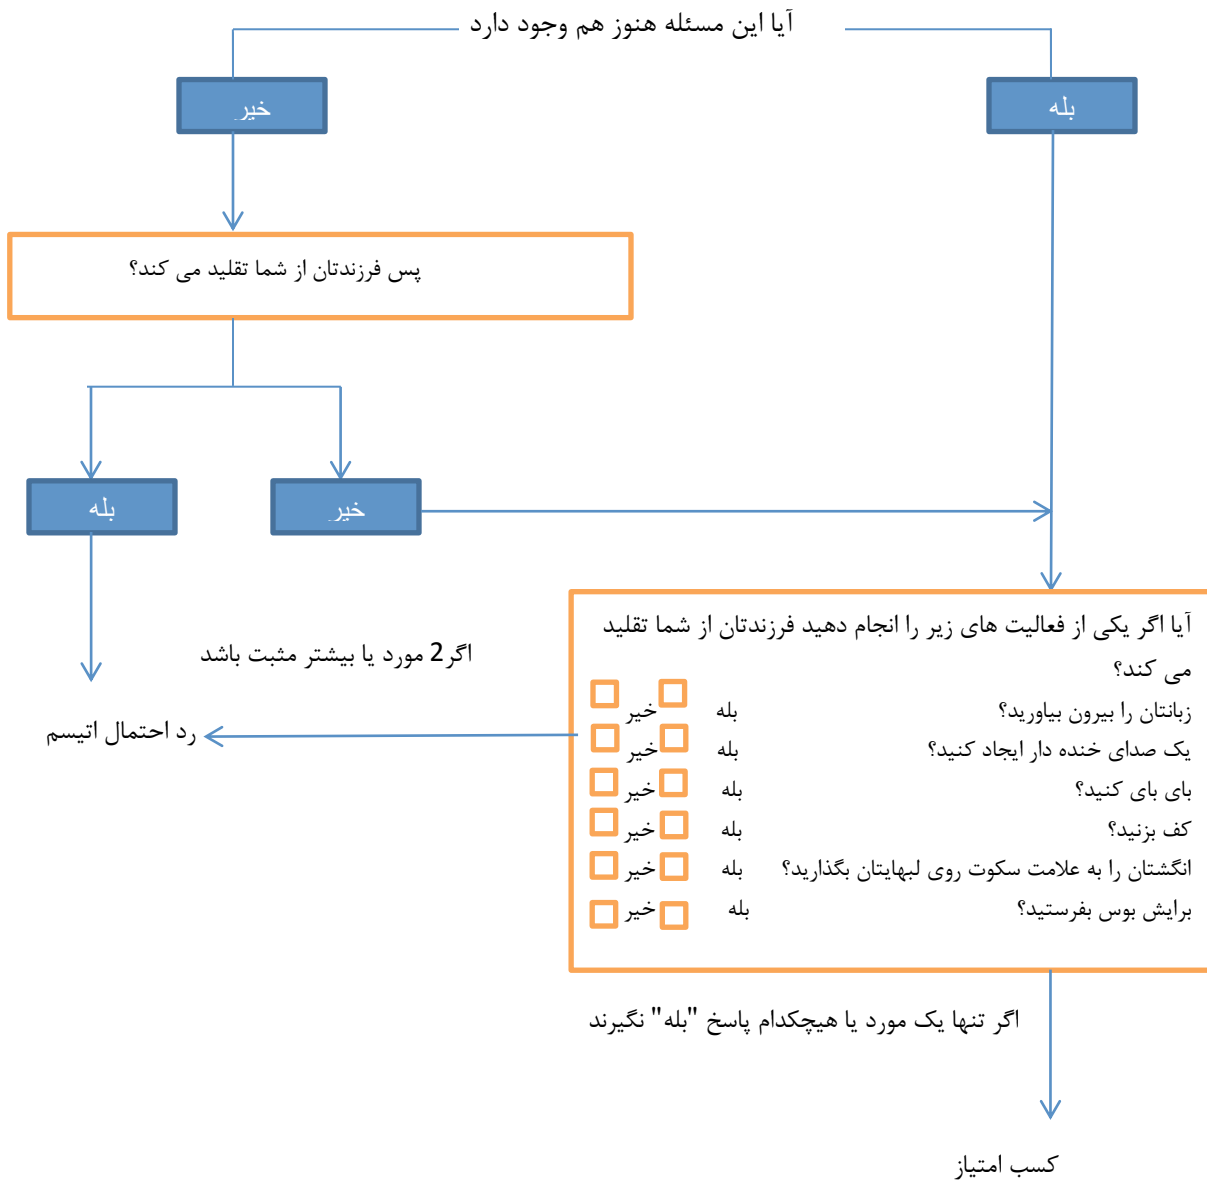 آیا این مسئله هنوز هم وجود دارد
بله
خیر
پس فرزندتان از شما تقلید می کند؟
بله
خیر
آیا اگر یکی از فعالیت های زیر را انجام دهید فرزندتان از شما تقلید
می کند؟
زبانتان را بیرون بیاورید؟ بله خیر
یک صدای خنده دار ایجاد کنید؟ بله خیر
بای بای کنید؟ بله خیر
کف بزنید؟ بله خیر
انگشتان را به علامت سکوت روی لبهایتان بگذارید؟ بله خیر
برایش بوس بفرستید؟ بله خیر
اگر2 مورد یا بیشتر مثبت باشد
رد احتمال اتیسم
اگر تنها یک مورد یا هیچکدام پاسخ "بله" نگیرند
کسب امتیاز